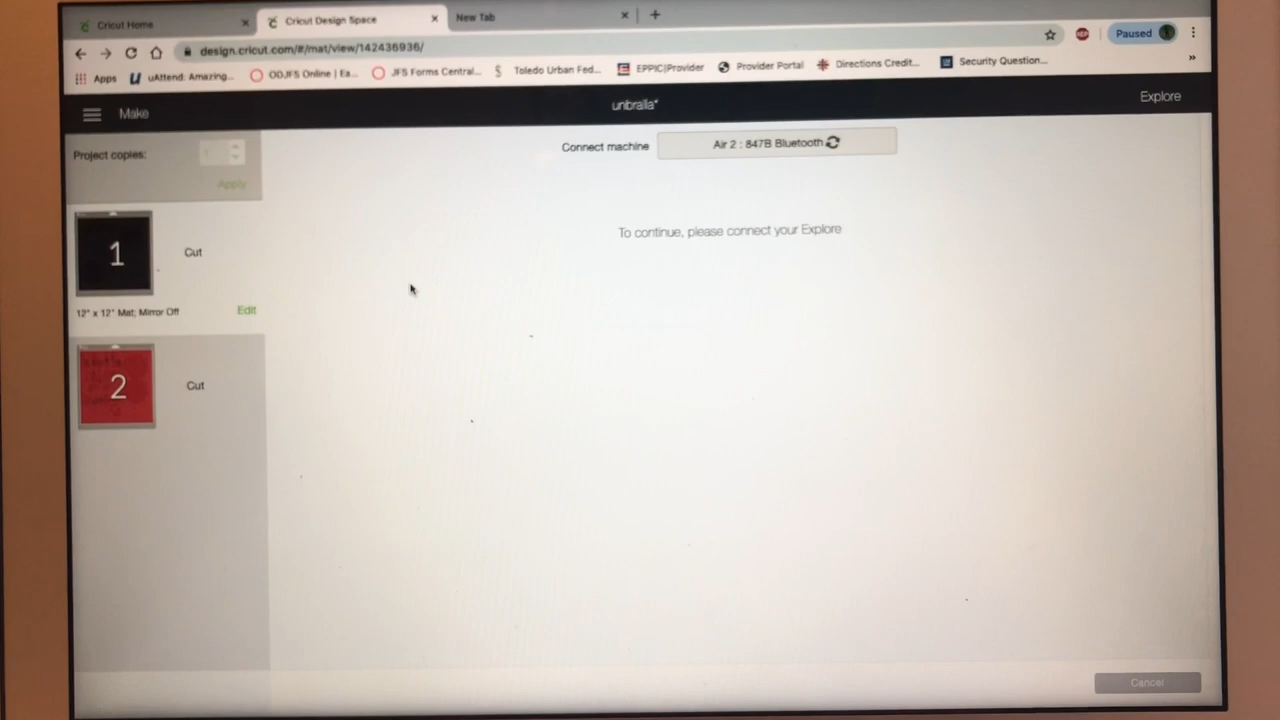 Cricut Home
Cricut Design Space
New Tab
design.cricut.com/#/mat/view/142436936/
Paused
Apps
uAttend: Amazing...
ODJFS Online | Ea...
JFS Forms Central...
Toledo Urban Fed...
EPPIC|Provider
Provider Portal
Directions Credit...
Security Question...
»
Make
unbralla*
Explore
Project copies:
Apply
Connect machine
Air 2 : 847B Bluetooth
To continue, please connect your Explore
1
Cut
12" x 12" Mat; Mirror Off
Edit
2
Cut
Cancel